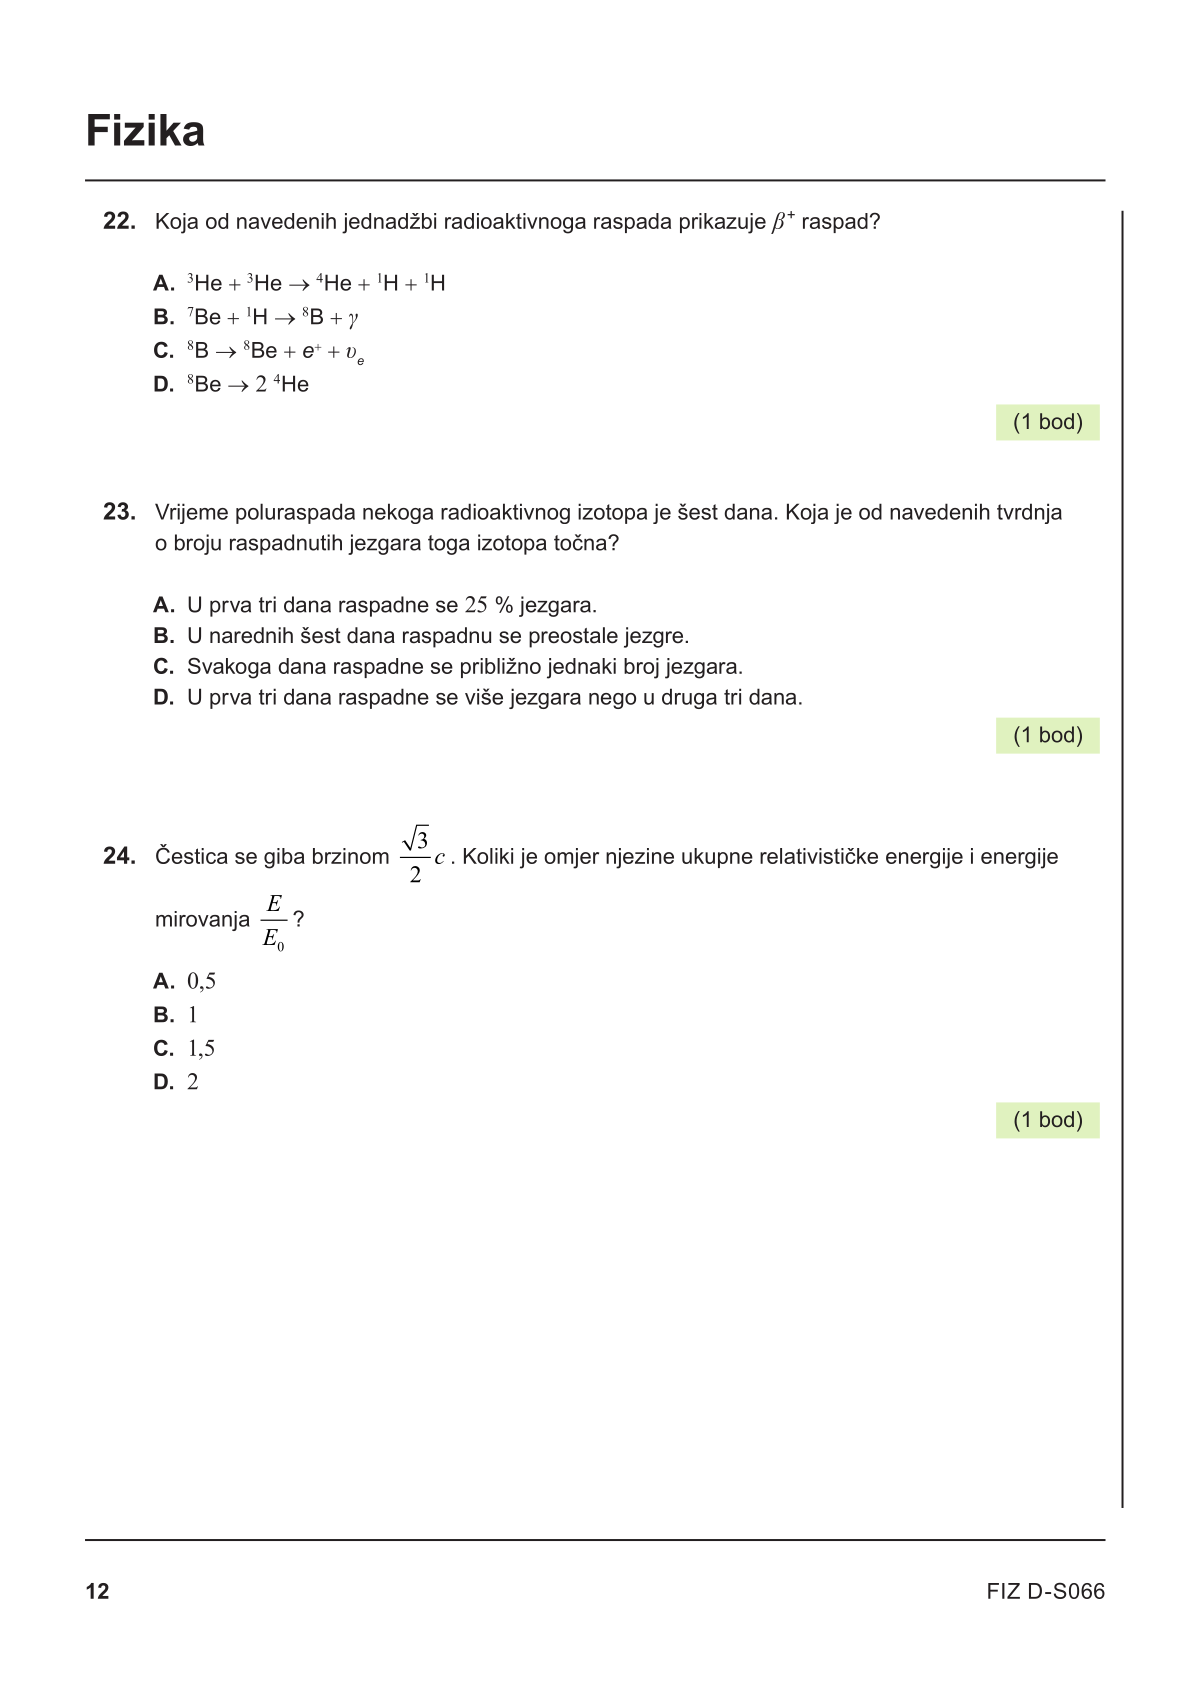 Fizika
22. Koja od navedenih jednadžbi radioaktivnoga raspada prikazuje β⁺ raspad?
A. ³He + ³He → ⁴He + ¹H + ¹H
B. ⁷Be + ¹H → ⁸B + γ
C. ⁸B → ⁸Be + e⁺ + υₑ
D. ⁸Be → 2 ⁴He
(1 bod)
23. Vrijeme poluraspada nekoga radioaktivnog izotopa je šest dana. Koja je od navedenih tvrdnja
o broju raspadnutih jezgara toga izotopa točna?
A. U prva tri dana raspadne se 25 % jezgara.
B. U narednih šest dana raspadnu se preostale jezgre.
C. Svakoga dana raspadne se približno jednaki broj jezgara.
D. U prva tri dana raspadne se više jezgara nego u druga tri dana.
(1 bod)
24. Čestica se giba brzinom √3/2 c . Koliki je omjer njezine ukupne relativističke energije i energije
mirovanja E/E₀ ?
A. 0,5
B. 1
C. 1,5
D. 2
(1 bod)
12
FIZ D-S066